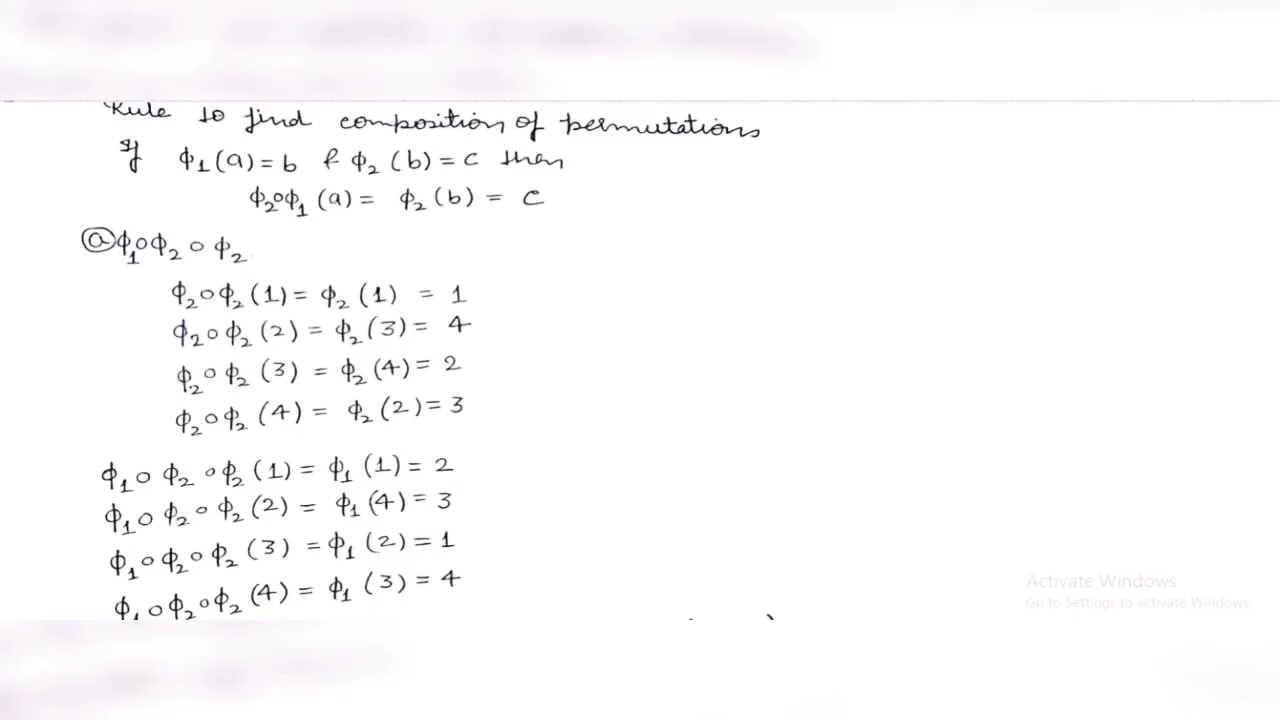 Rule to find composition of permutations
If ϕ₁(a) = b & ϕ₂(b) = c then
ϕ₂∘ϕ₁(a) = ϕ₂(b) = c
ⓐ ϕ₁∘ϕ₂∘ϕ₂
ϕ₂∘ϕ₂(1) = ϕ₂(1) = 1
ϕ₂∘ϕ₂(2) = ϕ₂(3) = 4
ϕ₂∘ϕ₂(3) = ϕ₂(4) = 2
ϕ₂∘ϕ₂(4) = ϕ₂(2) = 3
ϕ₁∘ϕ₂∘ϕ₂(1) = ϕ₁(1) = 2
ϕ₁∘ϕ₂∘ϕ₂(2) = ϕ₁(4) = 3
ϕ₁∘ϕ₂∘ϕ₂(3) = ϕ₁(2) = 1
ϕ₁∘ϕ₂∘ϕ₂(4) = ϕ₁(3) = 4
Activate Windows
Go to Settings to activate Windows.